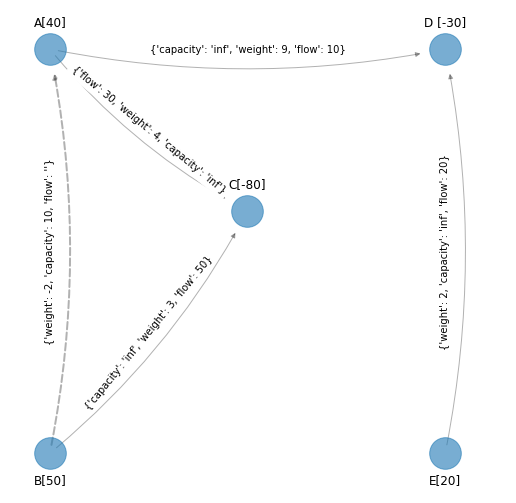 A[40]
D [-30]
{'capacity': 'inf', 'weight': 9, 'flow': 10}
{'flow': 30, 'weight': 4, 'capacity': 'inf'}
C[-80]
{'weight': -2, 'capacity': 10, 'flow': ''}
{'weight': 2, 'capacity': 'inf', 'flow': 20}
{'capacity': 'inf', 'weight': 3, 'flow': 50}
B[50]
E[20]